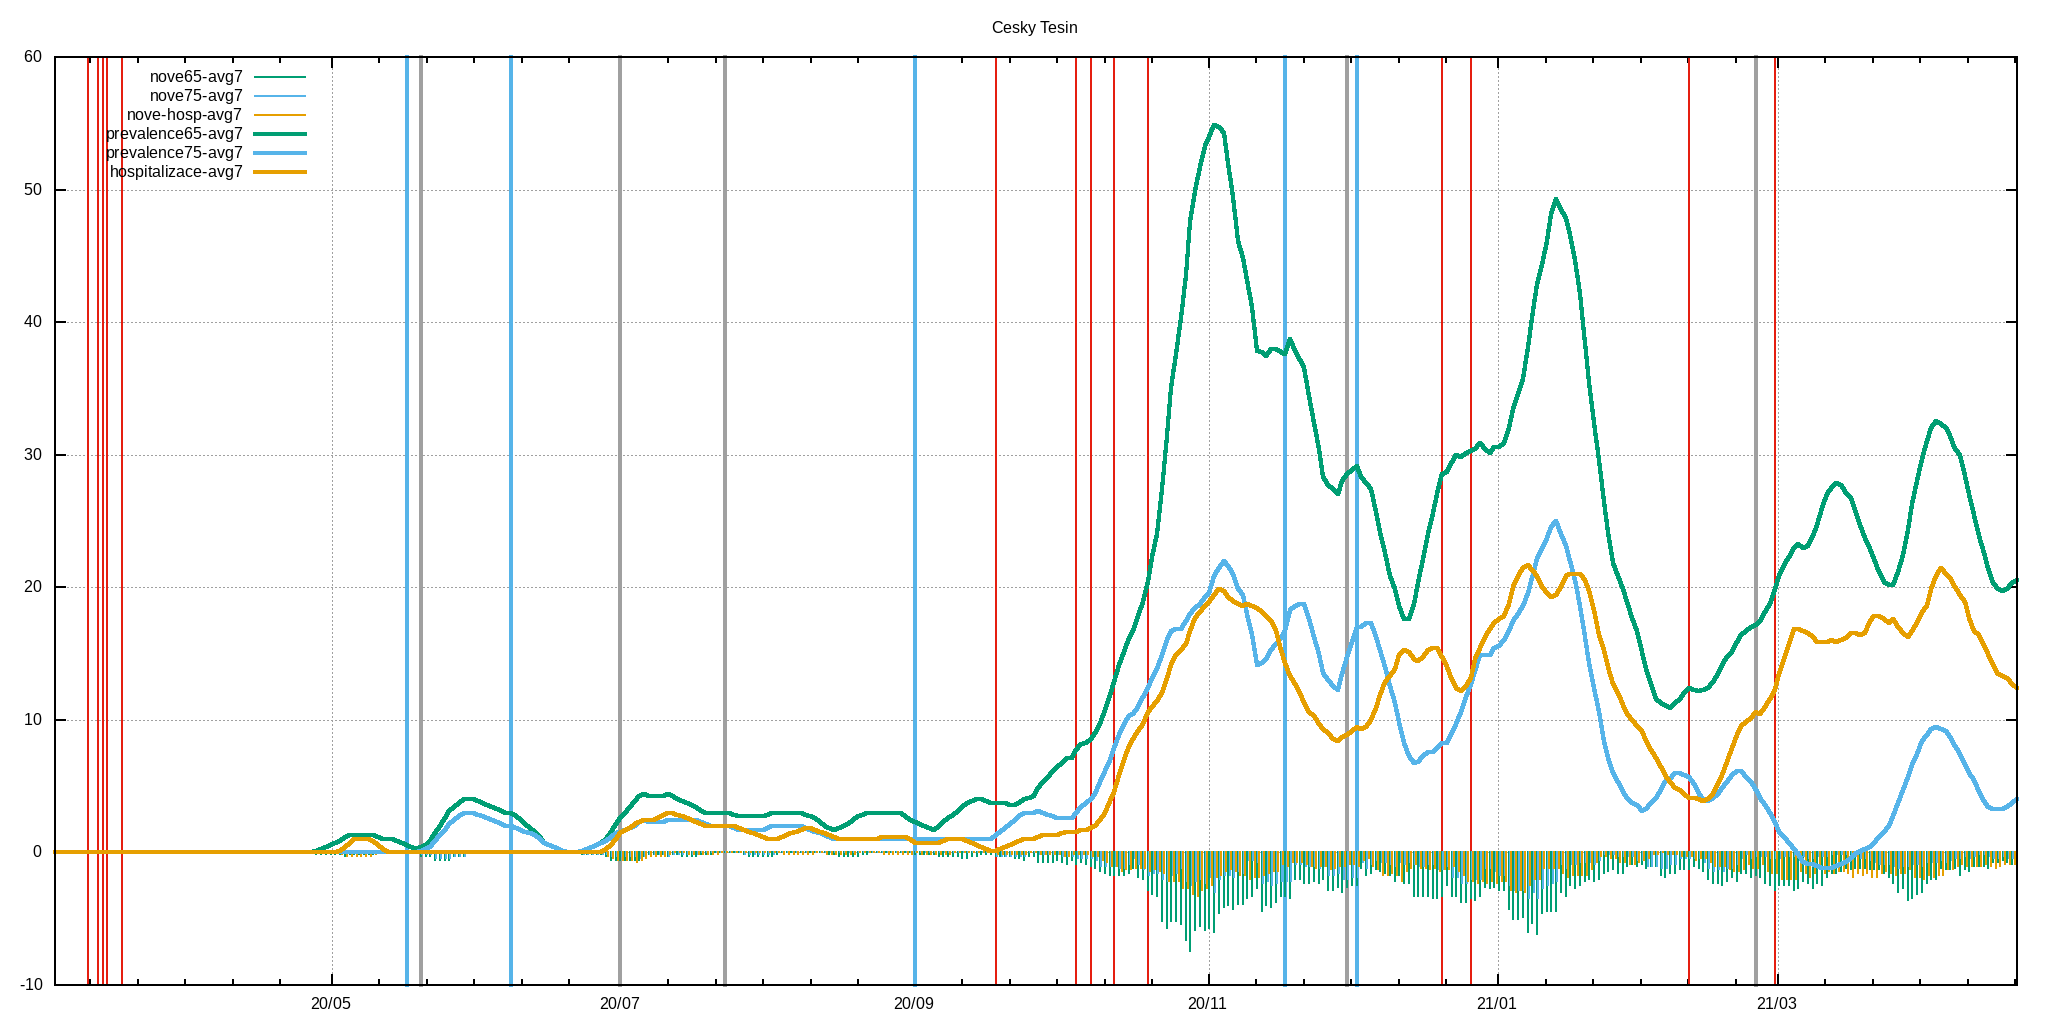 Cesky Tesin
60
50
40
30
20
10
0
-10
nove65-avg7
nove75-avg7
nove-hosp-avg7
prevalence65-avg7
prevalence75-avg7
hospitalizace-avg7
20/05 20/07 20/09 20/11 21/01 21/03